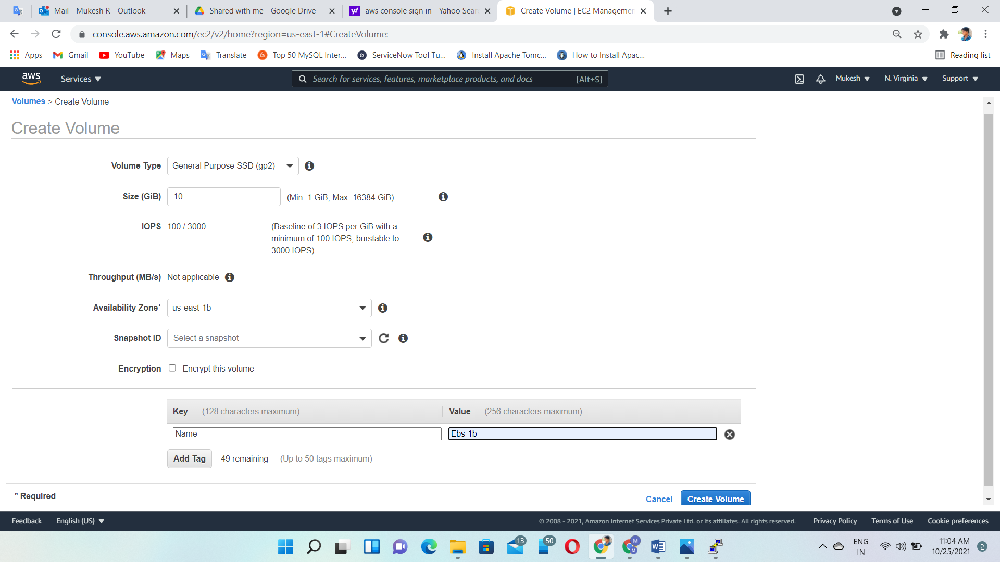 Mail - Mukesh R - Outlook
Shared with me - Google Drive
aws console sign in - Yahoo Sear
Create Volume | EC2 Managemen
console.aws.amazon.com/ec2/v2/home?region=us-east-1#CreateVolume:
Apps
Gmail
YouTube
Maps
Translate
Top 50 MySQL Inter...
ServiceNow Tool Tu...
Install Apache Tomc...
How to Install Apac...
Reading list
aws
Services
Search for services, features, marketplace products, and docs
[Alt+S]
Mukesh
N. Virginia
Support
Volumes > Create Volume
Create Volume
Volume Type
General Purpose SSD (gp2)
Size (GiB)
10
(Min: 1 GiB, Max: 16384 GiB)
IOPS
100 / 3000
(Baseline of 3 IOPS per GiB with a
minimum of 100 IOPS, burstable to
3000 IOPS)
Throughput (MB/s)
Not applicable
Availability Zone*
us-east-1b
Snapshot ID
Select a snapshot
Encryption
Encrypt this volume
Key (128 characters maximum)
Value (256 characters maximum)
Name
Ebs-1b
Add Tag
49 remaining
(Up to 50 tags maximum)
* Required
Cancel
Create Volume
Feedback
English (US)
© 2008 - 2021, Amazon Internet Services Private Ltd. or its affiliates. All rights reserved.
Privacy Policy
Terms of Use
Cookie preferences
13
50
M
M
ENG
IN
11:04 AM
10/25/2021
2